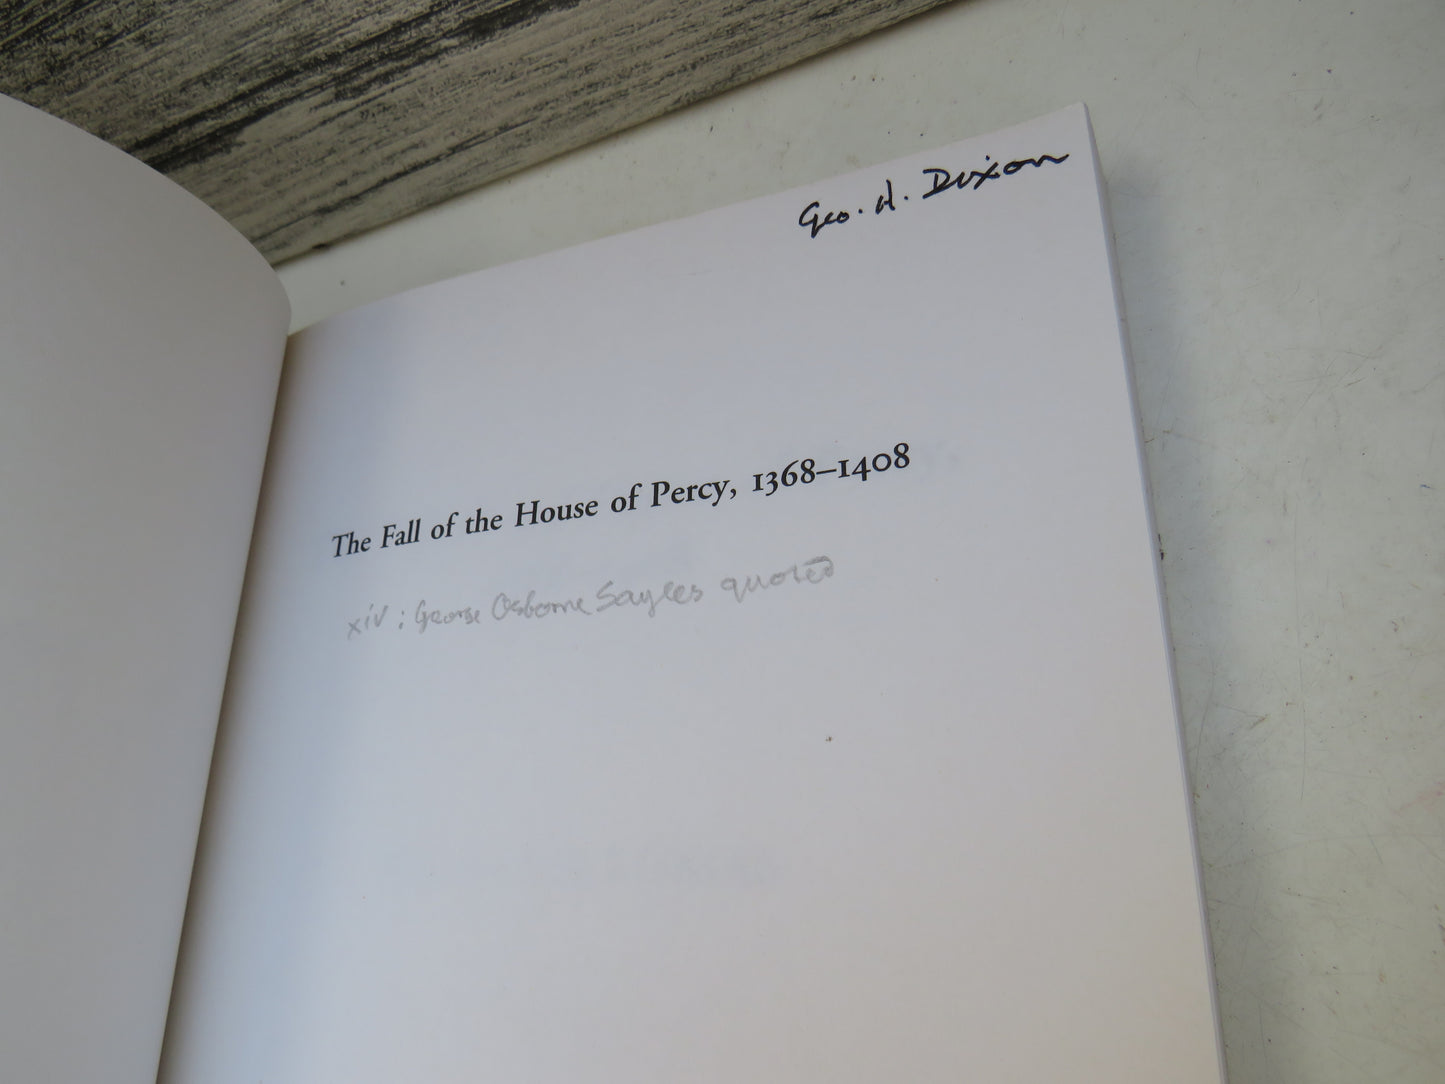 Geo. H. Dixon
The Fall of the House of Percy, 1368–1408
xiv: George Osborne Sayles quoted